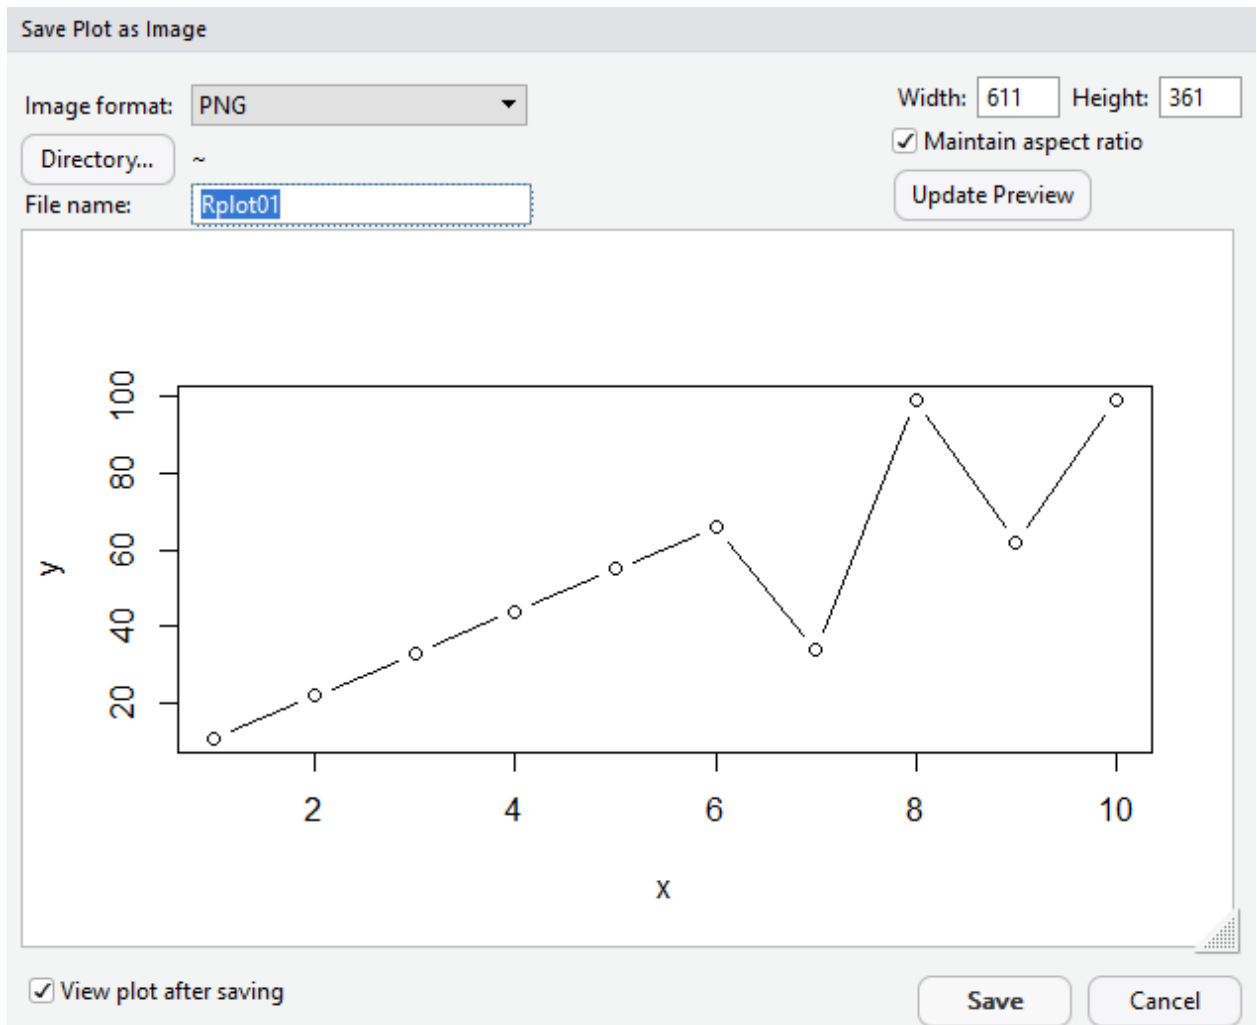 Save Plot as Image
Image format: PNG
Width: 611 Height: 361
Directory... ~
Maintain aspect ratio
File name: Rplot01
Update Preview
100
80
60
40
20
y
2 4 6 8 10
x
View plot after saving
Save Cancel